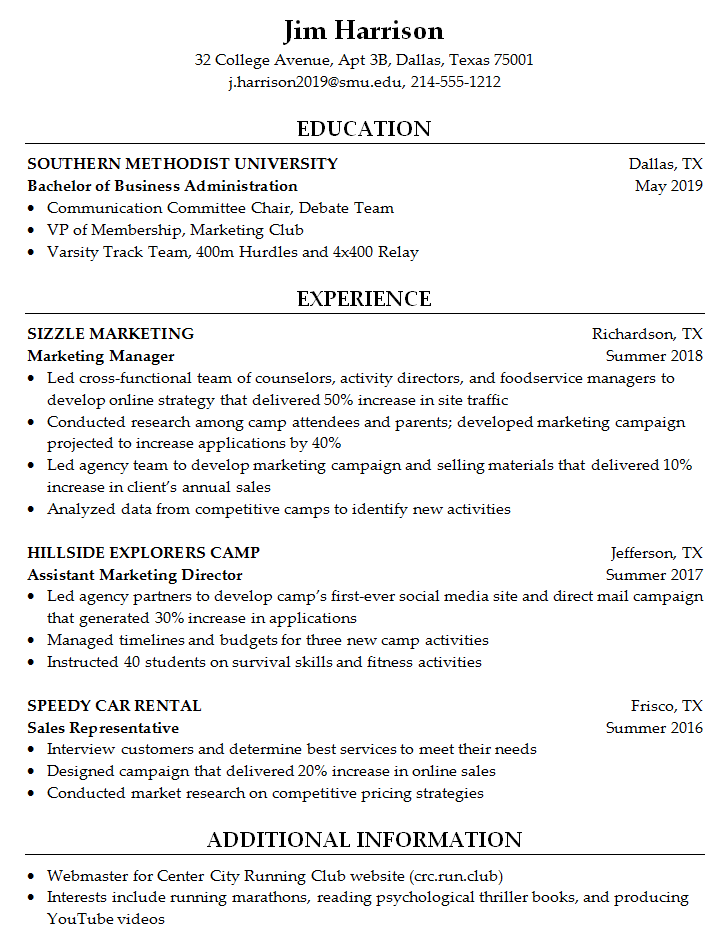 Jim Harrison
32 College Avenue, Apt 3B, Dallas, Texas 75001
j.harrison2019@smu.edu, 214-555-1212
EDUCATION
SOUTHERN METHODIST UNIVERSITY Dallas, TX
Bachelor of Business Administration May 2019
• Communication Committee Chair, Debate Team
• VP of Membership, Marketing Club
• Varsity Track Team, 400m Hurdles and 4x400 Relay
EXPERIENCE
SIZZLE MARKETING Richardson, TX
Marketing Manager Summer 2018
• Led cross-functional team of counselors, activity directors, and foodservice managers to
develop online strategy that delivered 50% increase in site traffic
• Conducted research among camp attendees and parents; developed marketing campaign
projected to increase applications by 40%
• Led agency team to develop marketing campaign and selling materials that delivered 10%
increase in client's annual sales
• Analyzed data from competitive camps to identify new activities
HILLSIDE EXPLORERS CAMP Jefferson, TX
Assistant Marketing Director Summer 2017
• Led agency partners to develop camp's first-ever social media site and direct mail campaign
that generated 30% increase in applications
• Managed timelines and budgets for three new camp activities
• Instructed 40 students on survival skills and fitness activities
SPEEDY CAR RENTAL Frisco, TX
Sales Representative Summer 2016
• Interview customers and determine best services to meet their needs
• Designed campaign that delivered 20% increase in online sales
• Conducted market research on competitive pricing strategies
ADDITIONAL INFORMATION
• Webmaster for Center City Running Club website (crc.run.club)
• Interests include running marathons, reading psychological thriller books, and producing
YouTube videos